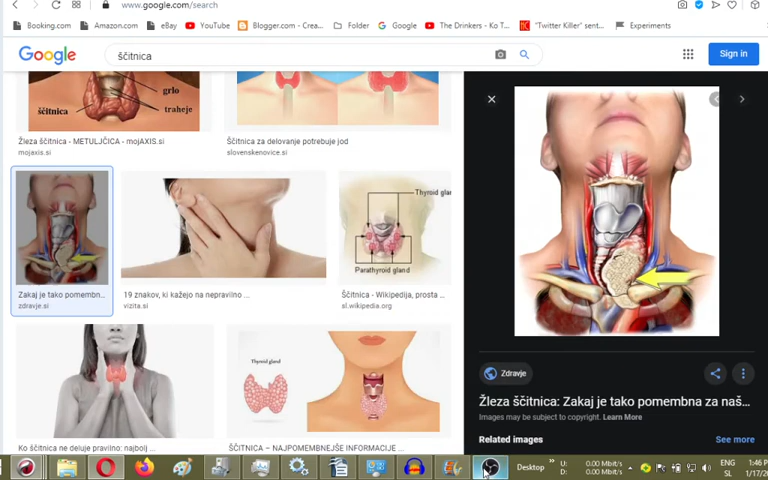 www.google.com/search
Booking.com
Amazon.com
eBay
YouTube
Blogger.com - Crea...
Folder
Google
The Drinkers - Ko T...
"Twitter Killer" sent...
Experiments
Google
ščitnica
Sign in
ščitnica
grlo
traheje
Žleza ščitnica - METULJČICA - mojAXIS.si
mojaxis.si
Ščitnica za delovanje potrebuje jod
slovenskenovice.si
Thyroid gla
Parathyroid gland
Zakaj je tako pomembn...
zdravje.si
19 znakov, ki kažejo na nepravilno ...
vizita.si
Ščitnica - Wikipedija, prosta ...
sl.wikipedia.org
Thyroid gland
Ko ščitnica ne deluje pravilno: najbolj ...
ŠČITNICA – NAJPOMEMBNEJŠE INFORMACIJE ...
Zdravje
Žleza ščitnica: Zakaj je tako pomembna za naš...
Images may be subject to copyright. Learn More
Related images
See more
Desktop
U: 0.00 Mbit/s
D: 0.00 Mbit/s
ENG
SL
1:46 P
1/17/20